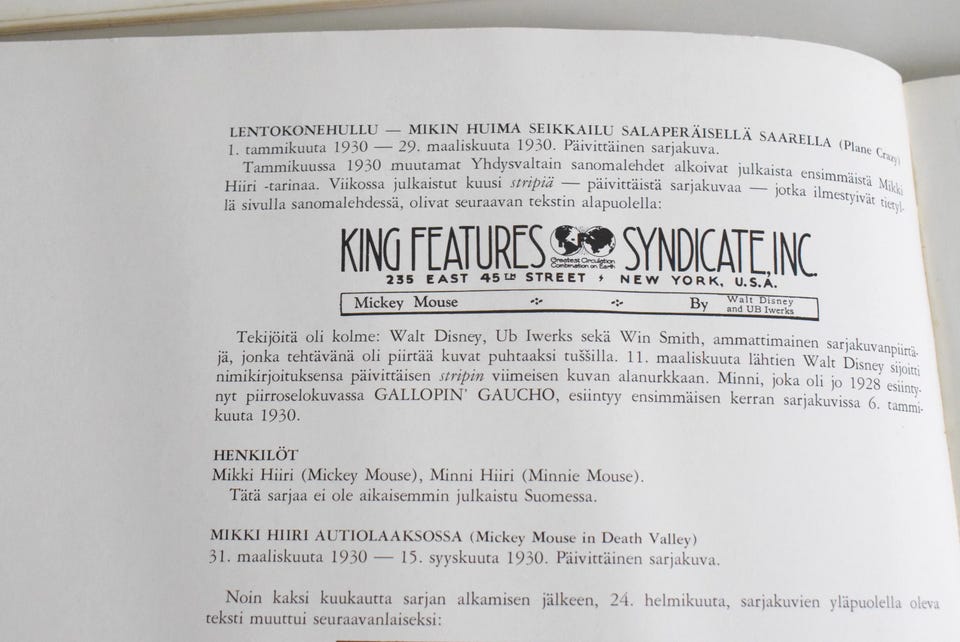 LENTOKONEHULLU — MIKIN HUIMA SEIKKAILU SALAPERÄISELLÄ SAARELLA (Plane Crazy)
1. tammikuuta 1930 — 29. maaliskuuta 1930. Päivittäinen sarjakuva.
Tammikuussa 1930 muutamat Yhdysvaltain sanomalehdet alkoivat julkaista ensimmäistä Mikki
Hiiri -tarinaa. Viikossa julkaistut kuusi stripiä — päivittäistä sarjakuvaa — jotka ilmestyivät tietyl-
lä sivulla sanomalehdessä, olivat seuraavan tekstin alapuolella:
KING FEATURES SYNDICATE, INC.
Greatest Circulation
Combination on Earth
235 EAST 45TH STREET , NEW YORK, U.S.A.
Mickey Mouse By Walt Disney
and UB Iwerks
Tekijöitä oli kolme: Walt Disney, Ub Iwerks sekä Win Smith, ammattimainen sarjakuvanpiirtä-
jä, jonka tehtävänä oli piirtää kuvat puhtaaksi tuššilla. 11. maaliskuuta lähtien Walt Disney sijoitti
nimikirjoituksensa päivittäisen stripin viimeisen kuvan alanurkkaan. Minni, joka oli jo 1928 esiinty-
nyt piirroselokuvassa GALLOPIN' GAUCHO, esiintyy ensimmäisen kerran sarjakuvissa 6. tammi-
kuuta 1930.
HENKILÖT
Mikki Hiiri (Mickey Mouse), Minni Hiiri (Minnie Mouse).
Tätä sarjaa ei ole aikaisemmin julkaistu Suomessa.
MIKKI HIIRI AUTIOLAAKSOSSA (Mickey Mouse in Death Valley)
31. maaliskuuta 1930 — 15. syyskuuta 1930. Päivittäinen sarjakuva.
Noin kaksi kuukautta sarjan alkamisen jälkeen, 24. helmikuuta, sarjakuvien yläpuolella oleva
teksti muuttui seuraavanlaiseksi: